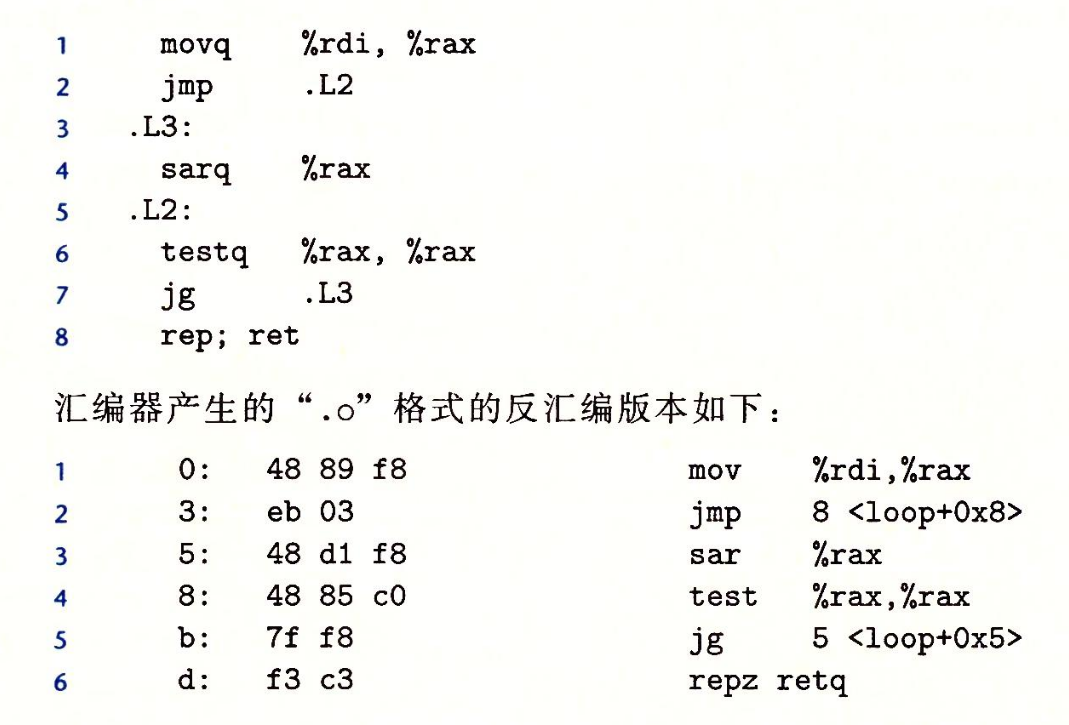 1 movq %rdi, %rax
2 jmp .L2
3 .L3:
4 sarq %rax
5 .L2:
6 testq %rax, %rax
7 jg .L3
8 rep; ret
汇编器产生的“.o”格式的反汇编版本如下：
1 0: 48 89 f8 mov %rdi,%rax
2 3: eb 03 jmp 8 <loop+0x8>
3 5: 48 d1 f8 sar %rax
4 8: 48 85 c0 test %rax,%rax
5 b: 7f f8 jg 5 <loop+0x5>
6 d: f3 c3 repz retq